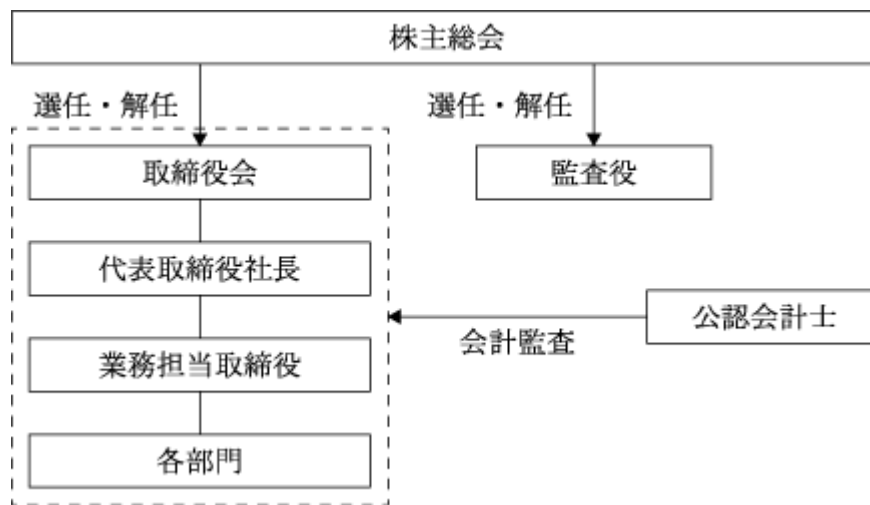 株主総会
選任・解任
選任・解任
取締役会
監査役
代表取締役社長
公認会計士
会計監査
業務担当取締役
各部門